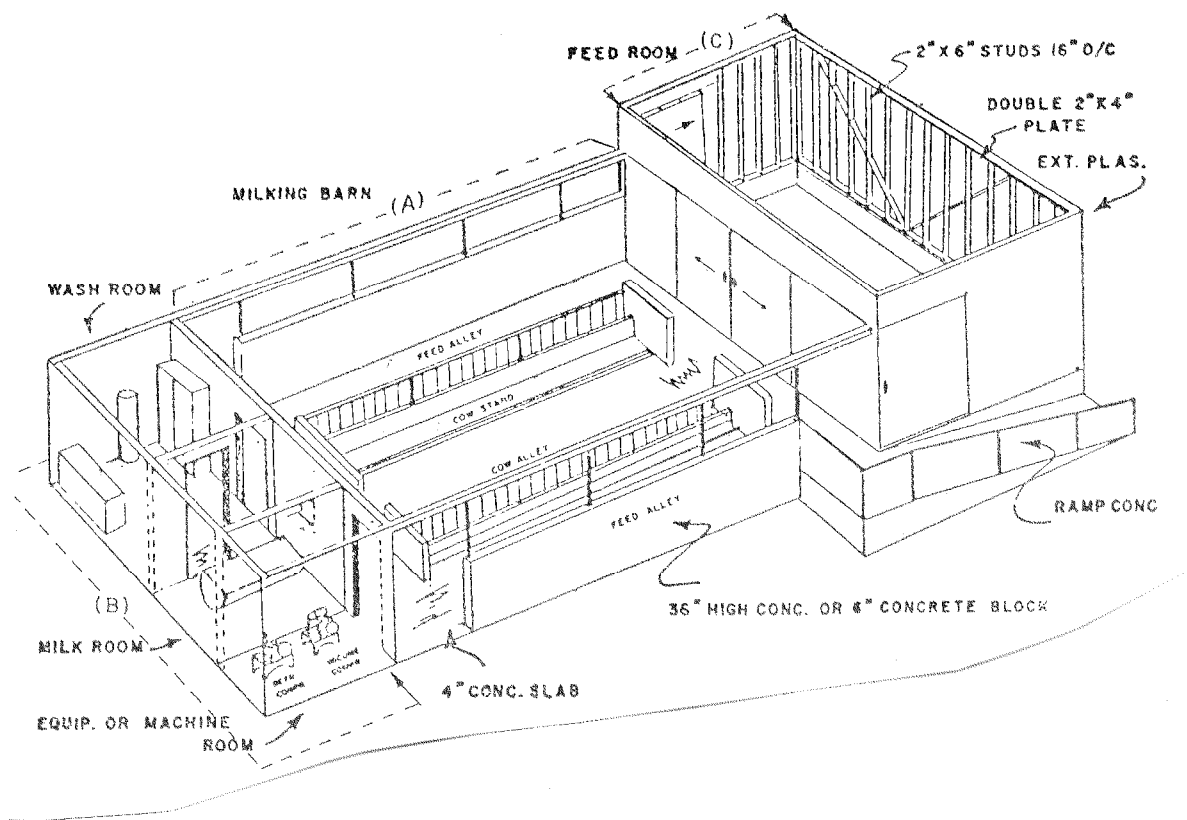 FEED ROOM
(C)
2"X6" STUDS 16" O/C
DOUBLE 2"X4"
PLATE
EXT. PLAS.
MILKING BARN
(A)
WASH ROOM
FEED ALLEY
COW STAND
COW ALLEY
FEED ALLEY
RAMP CONC
36" HIGH CONC. OR 6" CONCRETE BLOCK
(B)
MILK ROOM
VACUUM
COMPR
COMPR
4" CONC. SLAB
EQUIP. OR MACHINE
ROOM